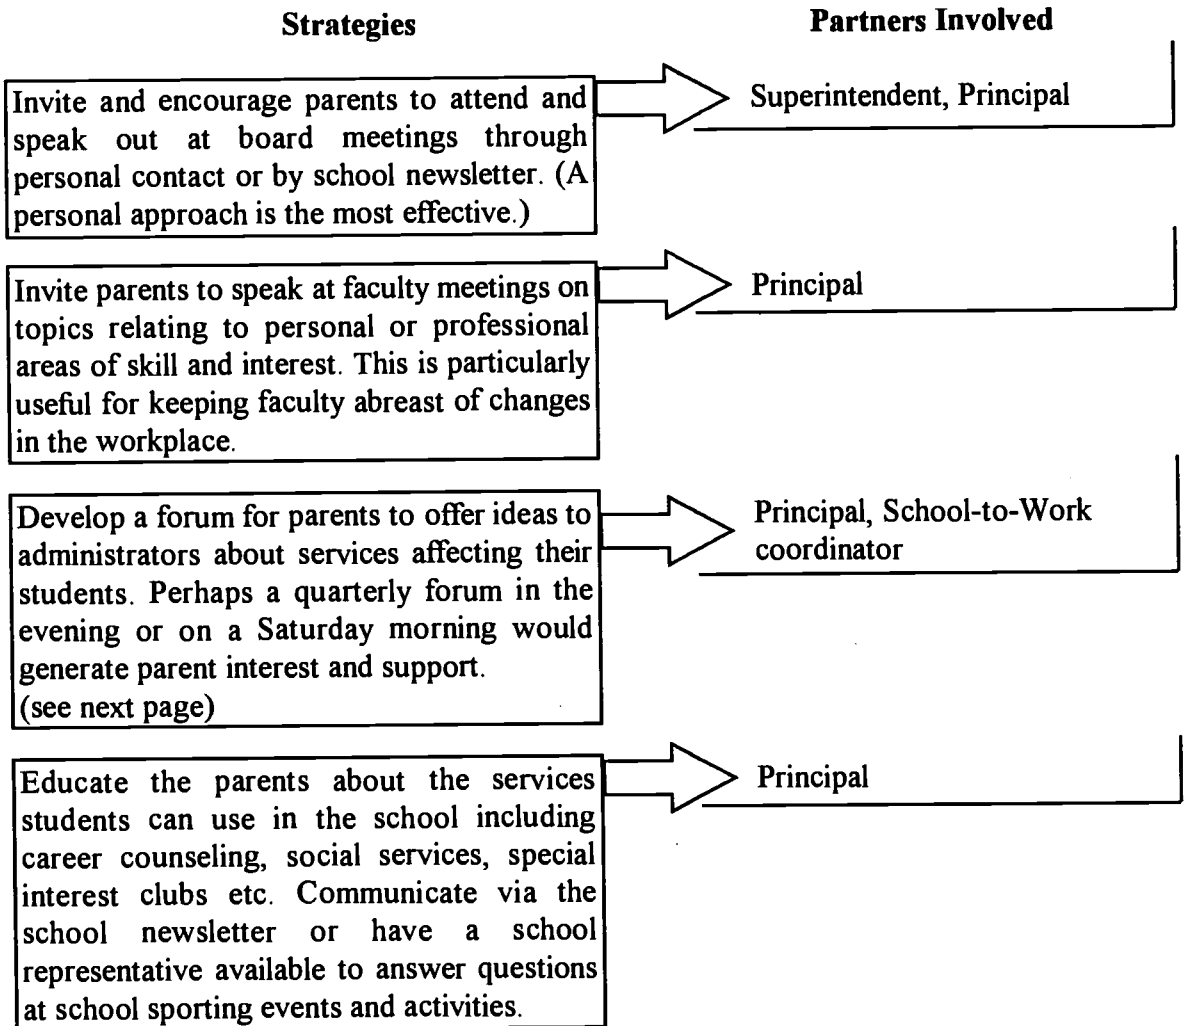 Strategies
Partners Involved
Invite and encourage parents to attend and
speak out at board meetings through
personal contact or by school newsletter. (A
personal approach is the most effective.)
Superintendent, Principal
Invite parents to speak at faculty meetings on
topics relating to personal or professional
areas of skill and interest. This is particularly
useful for keeping faculty abreast of changes
in the workplace.
Principal
Develop a forum for parents to offer ideas to
administrators about services affecting their
students. Perhaps a quarterly forum in the
evening or on a Saturday morning would
generate parent interest and support.
(see next page)
Principal, School-to-Work
coordinator
Educate the parents about the services
students can use in the school including
career counseling, social services, special
interest clubs etc. Communicate via the
school newsletter or have a school
representative available to answer questions
at school sporting events and activities.
Principal